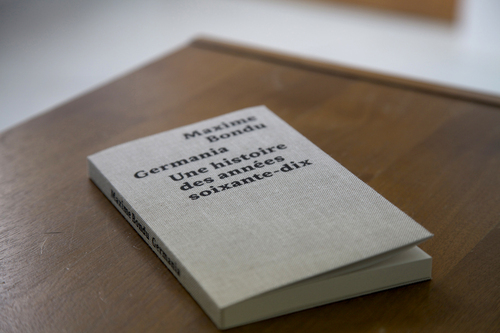 Maxime
Bondu
Germania
Une histoire
des années
soixante-dix
Maxime Bondu Germania